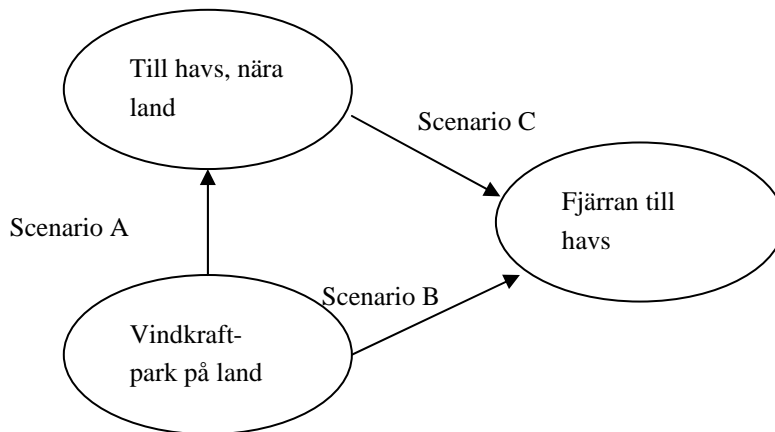 Till havs, nära
land
Scenario C
Fjärran till
havs
Scenario A
Scenario B
Vindkraft-
park på land